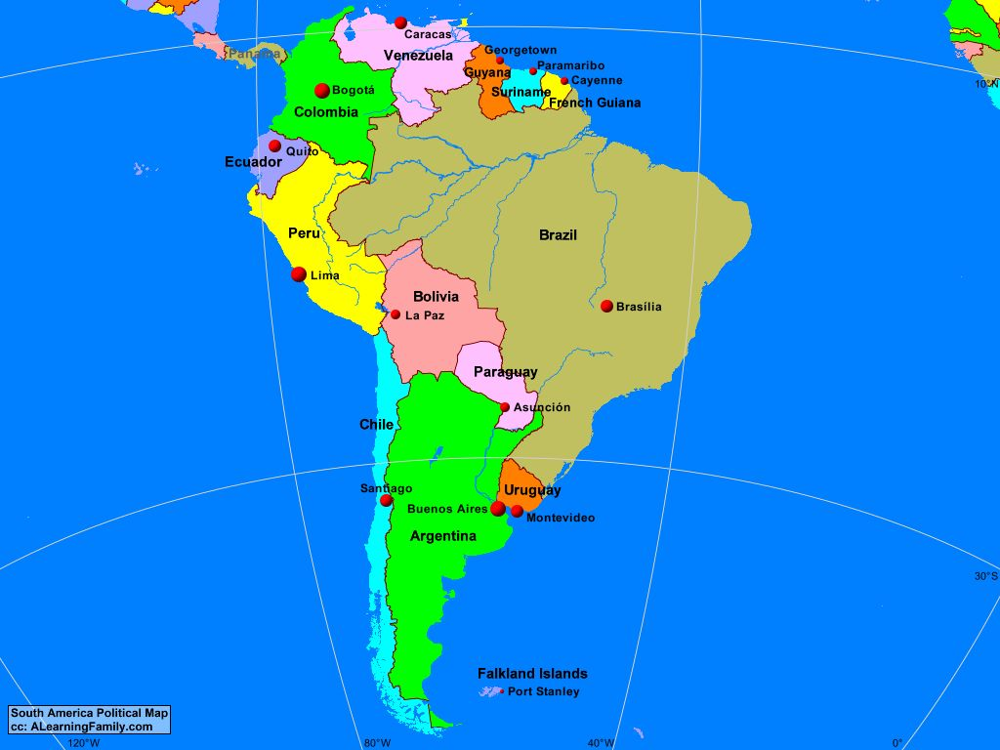 Caracas
Venezuela
Georgetown
Panama
Paramaribo
Guyana
Cayenne
10°N
Bogotá
Suriname
French Guiana
Colombia
Quito
Ecuador
Peru
Brazil
Lima
Bolivia
Brasília
La Paz
Paraguay
Asunción
Chile
Santiago
Uruguay
Buenos Aires
Montevideo
Argentina
30°S
Falkland Islands
Port Stanley
South America Political Map
cc: ALearningFamily.com
120°W
80°W
40°W
0°